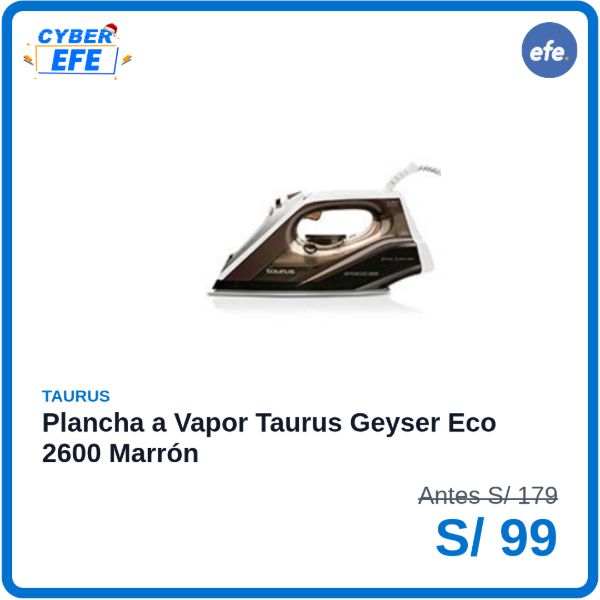 CYBER
EFE
efe.
Taurus
TAURUS
Plancha a Vapor Taurus Geyser Eco
2600 Marrón
Antes S/ 179
S/ 99